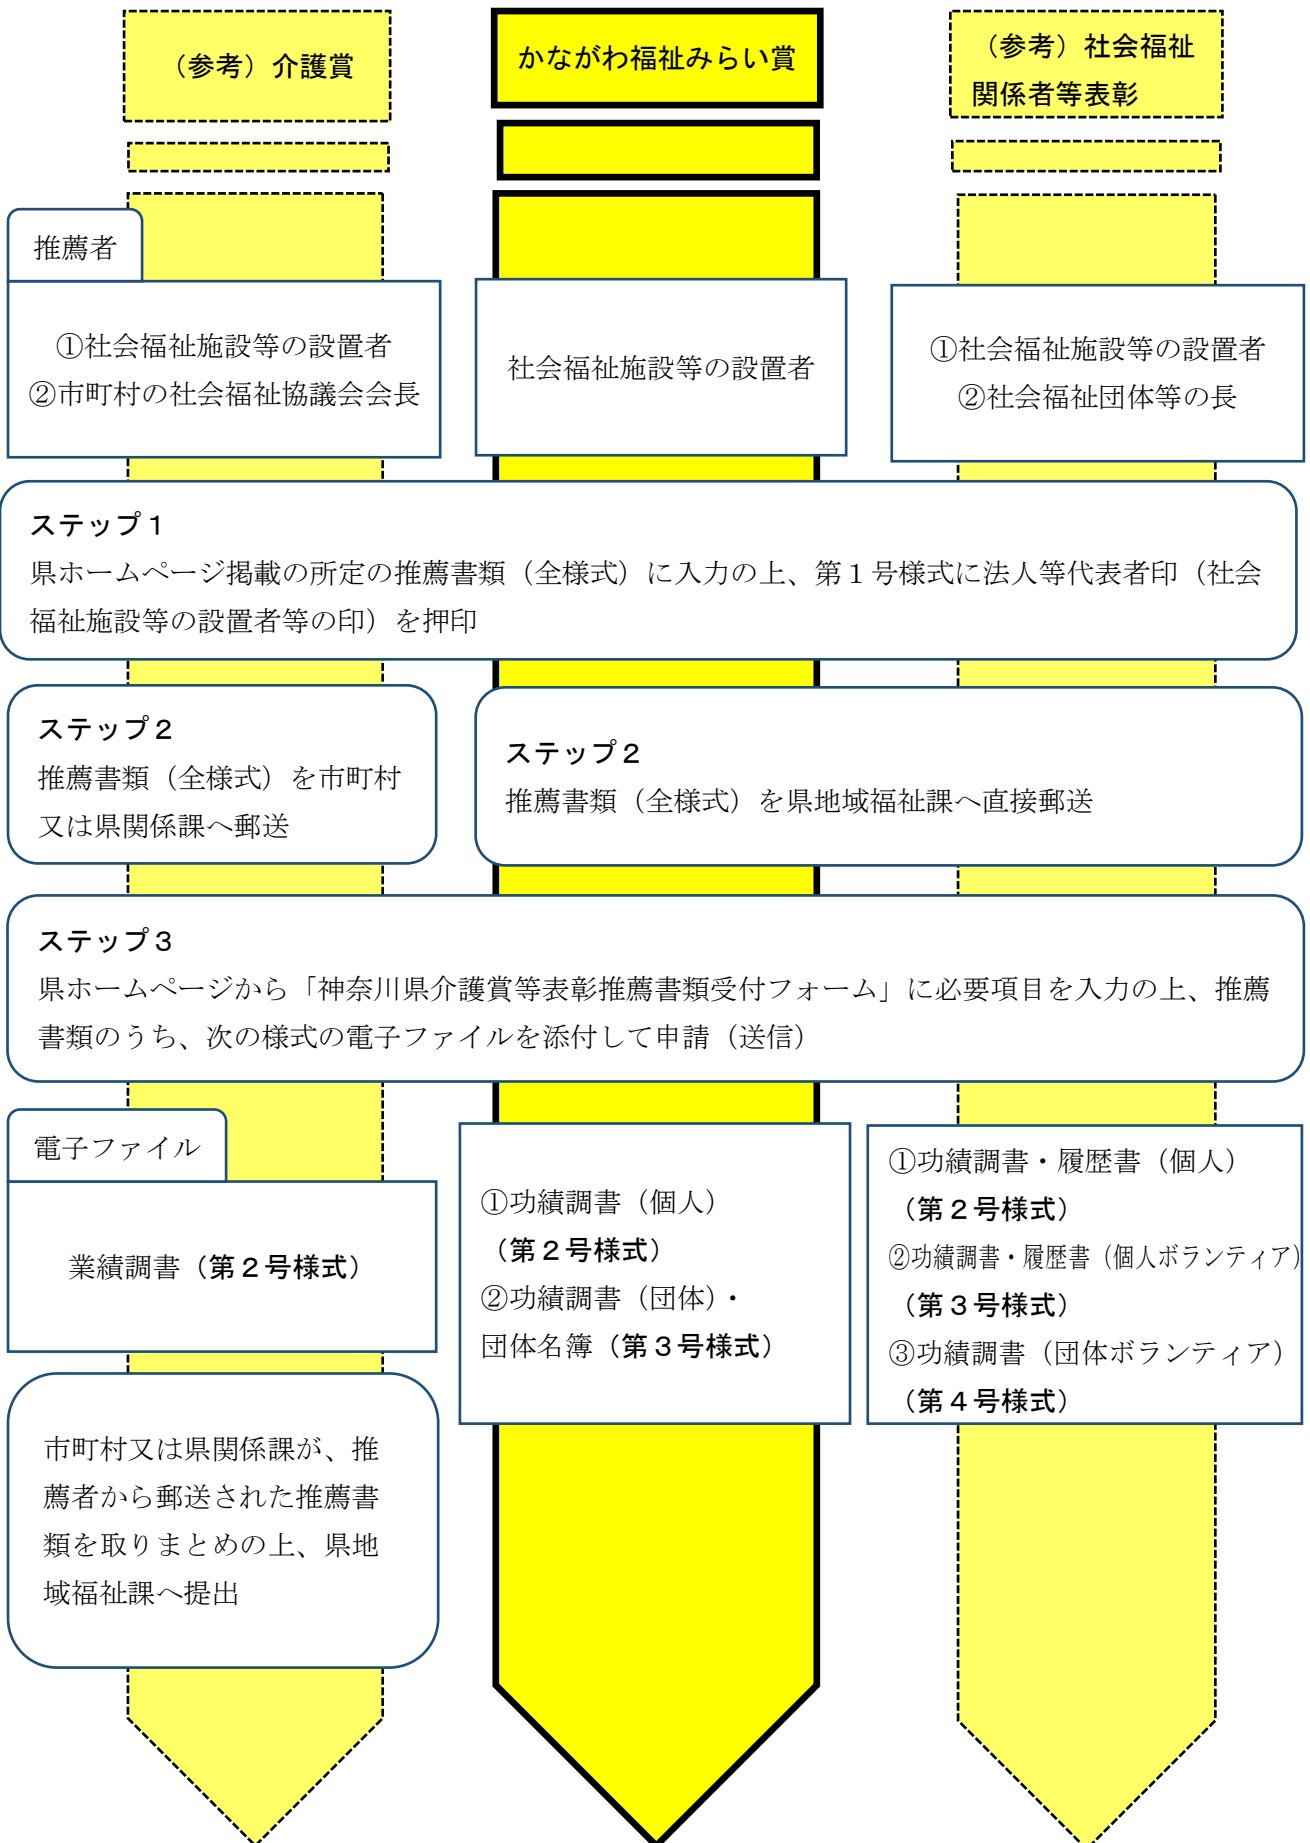 （参考）介護賞
かながわ福祉みらい賞
（参考）社会福祉
関係者等表彰
推薦者
①社会福祉施設等の設置者
②市町村の社会福祉協議会会長
社会福祉施設等の設置者
①社会福祉施設等の設置者
②社会福祉団体等の長
ステップ１
県ホームページ掲載の所定の推薦書類（全様式）に入力の上、第１号様式に法人等代表者印（社会
福祉施設等の設置者等の印）を押印
ステップ２
推薦書類（全様式）を市町村
又は県関係課へ郵送
ステップ２
推薦書類（全様式）を県地域福祉課へ直接郵送
ステップ３
県ホームページから「神奈川県介護賞等表彰推薦書類受付フォーム」に必要項目を入力の上、推薦
書類のうち、次の様式の電子ファイルを添付して申請（送信）
電子ファイル
業績調書（第２号様式）
①功績調書（個人）
（第２号様式）
②功績調書（団体）・
団体名簿（第３号様式）
①功績調書・履歴書（個人）
（第２号様式）
②功績調書・履歴書（個人ボランティア）
（第３号様式）
③功績調書（団体ボランティア）
（第４号様式）
市町村又は県関係課が、推
薦者から郵送された推薦書
類を取りまとめの上、県地
域福祉課へ提出